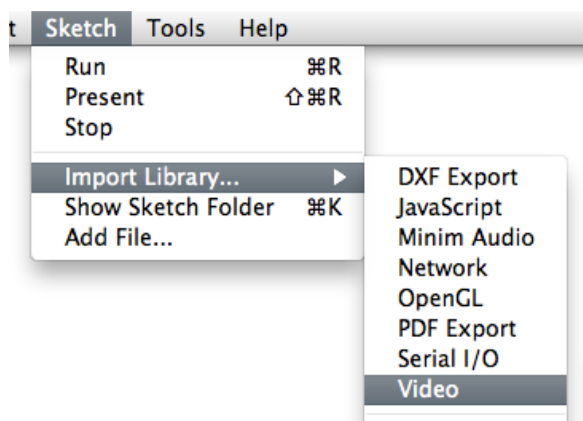 t Sketch Tools Help
Run ⌘R
Present ⇧⌘R
Stop
Import Library... ▶
Show Sketch Folder ⌘K
Add File...
DXF Export
JavaScript
Minim Audio
Network
OpenGL
PDF Export
Serial I/O
Video